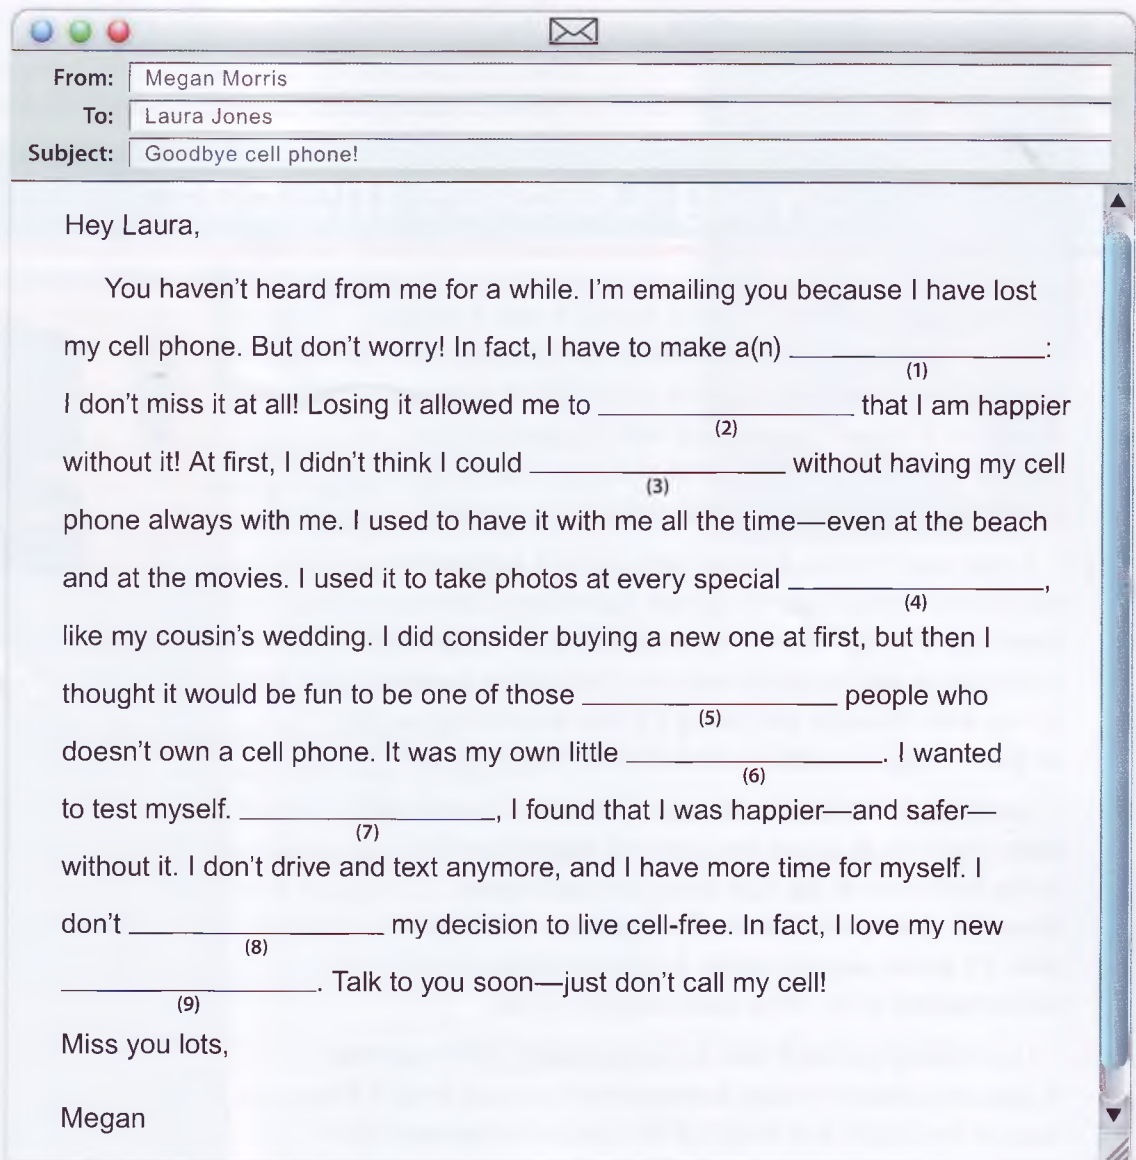 From: Megan Morris
To: Laura Jones
Subject: Goodbye cell phone!
Hey Laura,
You haven't heard from me for a while. I'm emailing you because I have lost
my cell phone. But don't worry! In fact, I have to make a(n) ____________:
(1)
I don't miss it at all! Losing it allowed me to ____________ that I am happier
(2)
without it! At first, I didn't think I could ____________ without having my cell
(3)
phone always with me. I used to have it with me all the time—even at the beach
and at the movies. I used it to take photos at every special ____________,
(4)
like my cousin's wedding. I did consider buying a new one at first, but then I
thought it would be fun to be one of those ____________ people who
(5)
doesn't own a cell phone. It was my own little ____________. I wanted
(6)
to test myself. ____________, I found that I was happier—and safer—
(7)
without it. I don't drive and text anymore, and I have more time for myself. I
don't ____________ my decision to live cell-free. In fact, I love my new
(8)
____________. Talk to you soon—just don't call my cell!
(9)
Miss you lots,
Megan